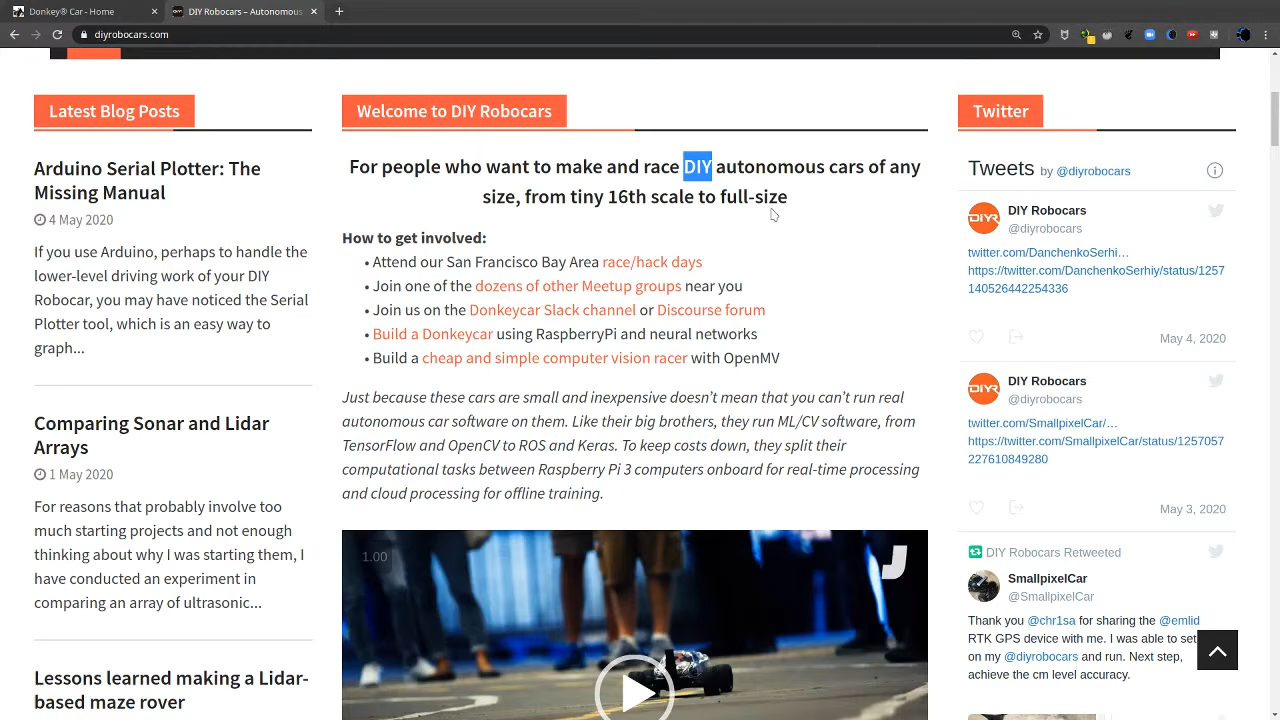 Donkey® Car - Home
DIY Robocars – Autonomous
diyrobocars.com
Latest Blog Posts
Arduino Serial Plotter: The
Missing Manual
4 May 2020
If you use Arduino, perhaps to handle the
lower-level driving work of your DIY
Robocar, you may have noticed the Serial
Plotter tool, which is an easy way to
graph...
Comparing Sonar and Lidar
Arrays
1 May 2020
For reasons that probably involve too
much starting projects and not enough
thinking about why I was starting them, I
have conducted an experiment in
comparing an array of ultrasonic...
Lessons learned making a Lidar-
based maze rover
Welcome to DIY Robocars
For people who want to make and race DIY autonomous cars of any
size, from tiny 16th scale to full-size
How to get involved:
• Attend our San Francisco Bay Area race/hack days
• Join one of the dozens of other Meetup groups near you
• Join us on the Donkeycar Slack channel or Discourse forum
• Build a Donkeycar using RaspberryPi and neural networks
• Build a cheap and simple computer vision racer with OpenMV
Just because these cars are small and inexpensive doesn’t mean that you can’t run real
autonomous car software on them. Like their big brothers, they run ML/CV software, from
TensorFlow and OpenCV to ROS and Keras. To keep costs down, they split their
computational tasks between Raspberry Pi 3 computers onboard for real-time processing
and cloud processing for offline training.
1.00
Twitter
Tweets by @diyrobocars
DIYR
DIY Robocars
@diyrobocars
twitter.com/DanchenkoSerhi…
https://twitter.com/DanchenkoSerhiy/status/1257
140526442254336
May 4, 2020
DIYR
DIY Robocars
@diyrobocars
twitter.com/SmallpixelCar/…
https://twitter.com/SmallpixelCar/status/1257057
227610849280
May 3, 2020
DIY Robocars Retweeted
SmallpixelCar
@SmallpixelCar
Thank you @chr1sa for sharing the @emlid
RTK GPS device with me. I was able to set
on my @diyrobocars and run. Next step,
achieve the cm level accuracy.